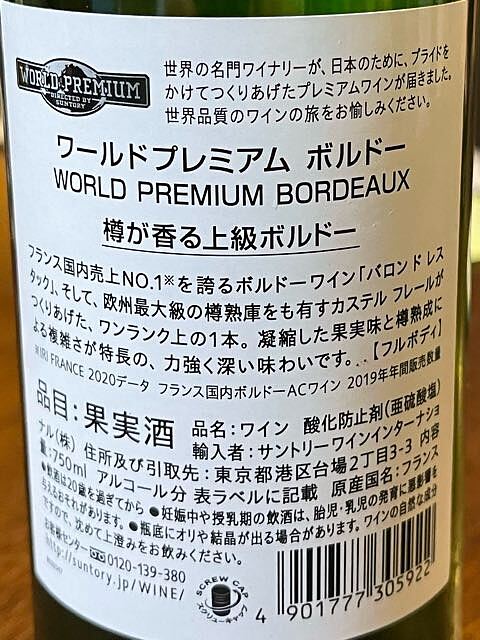 WORLD PREMIUM
DIRECTED BY
SUNTORY
世界の名門ワイナリーが、日本のために、プライドを
かけてつくりあげたプレミアムワインが届きました。
世界品質のワインの旅をお愉しみください。
ワールドプレミアム ボルドー
WORLD PREMIUM BORDEAUX
樽が香る上級ボルドー
フランス国内売上NO.1※を誇るボルドーワイン「バロン ド レス
タック」、そして、欧州最大級の樽熟庫をも有すカステル フレールが
つくりあげた、ワンランク上の1本。凝縮した果実味と樽熟成に
よる複雑さが特長の、力強く深い味わいです。..【フルボディ】
※IRI FRANCE 2020データ フランス国内ボルドーACワイン 2019年年間販売数量
品目:果実酒 品名:ワイン 酸化防止剤(亜硫酸塩)
輸入者:サントリーワインインターナショ
ナル(株) 住所及び引取先:東京都港区台場2丁目3-3 内容
量:750ml アルコール分 表ラベルに記載 原産国名:フランス
●飲酒は20歳を過ぎてから ●妊娠中や授乳期の飲酒は、胎児・乳児の発育に悪影響を
与えるおそれがあります。●瓶底にオリや結晶が出る場合があります。ワインの自然な成分
ですので、沈めて上澄みをお飲みください。
お客様センター 0120-139-380
http://suntory.jp/WINE/
SCREW CAP
スクリューキャップ
4 901777 305922